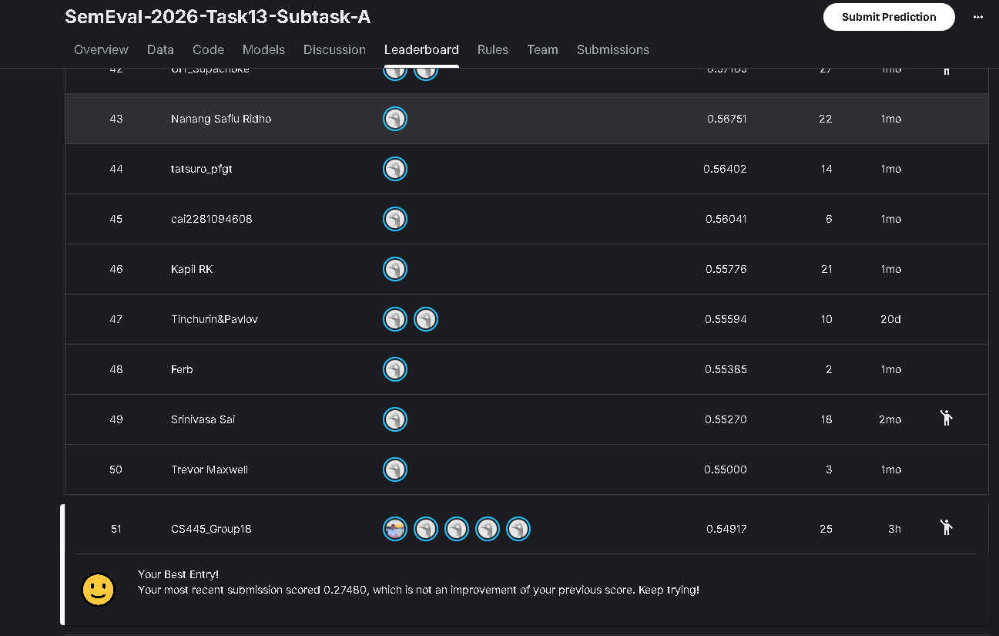 SemEval-2026-Task13-Subtask-A
Submit Prediction
Overview Data Code Models Discussion Leaderboard Rules Team Submissions
42 1mo
43 Nanang Safiu Ridho 0.56751 22 1mo
44 tatsuro_pfgt 0.56402 14 1mo
45 cai2281094608 0.56041 6 1mo
46 Kapil RK 0.55776 21 1mo
47 Tinchurin&Pavlov 0.55594 10 20d
48 Ferb 0.55385 2 1mo
49 Srinivasa Sai 0.55270 18 2mo
50 Trevor Maxwell 0.55000 3 1mo
51 CS445_Group18 0.54917 25 3h
Your Best Entry!
Your most recent submission scored 0.27480, which is not an improvement of your previous score. Keep trying!